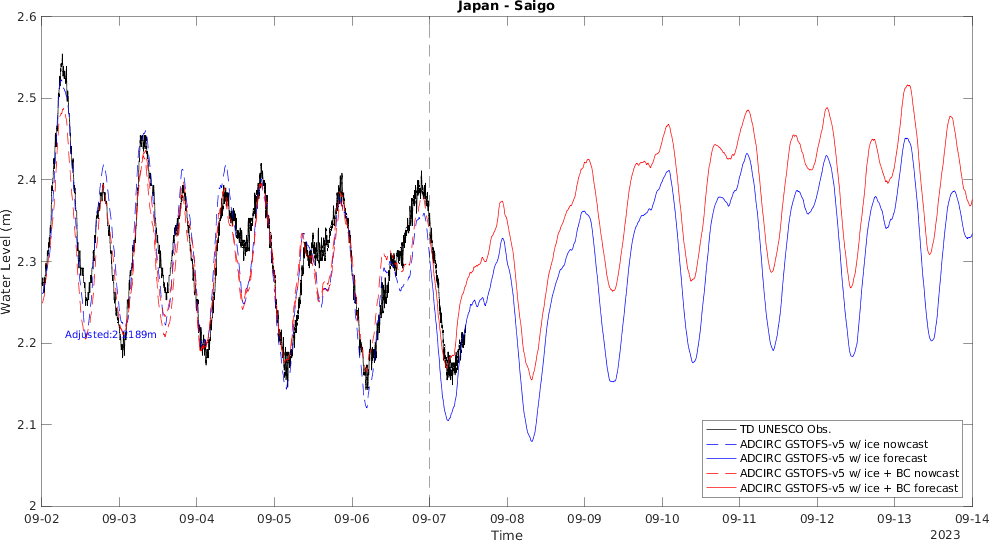 Japan - Saigo
Water Level (m)
2.6
2.5
2.4
2.3
2.2
2.1
2
Adjusted:2.2189m
TD UNESCO Obs.
ADCIRC GSTOFS-v5 w/ ice nowcast
ADCIRC GSTOFS-v5 w/ ice forecast
ADCIRC GSTOFS-v5 w/ ice + BC nowcast
ADCIRC GSTOFS-v5 w/ ice + BC forecast
09-02 09-03 09-04 09-05 09-06 09-07 09-08 09-09 09-10 09-11 09-12 09-13 09-14
Time
2023